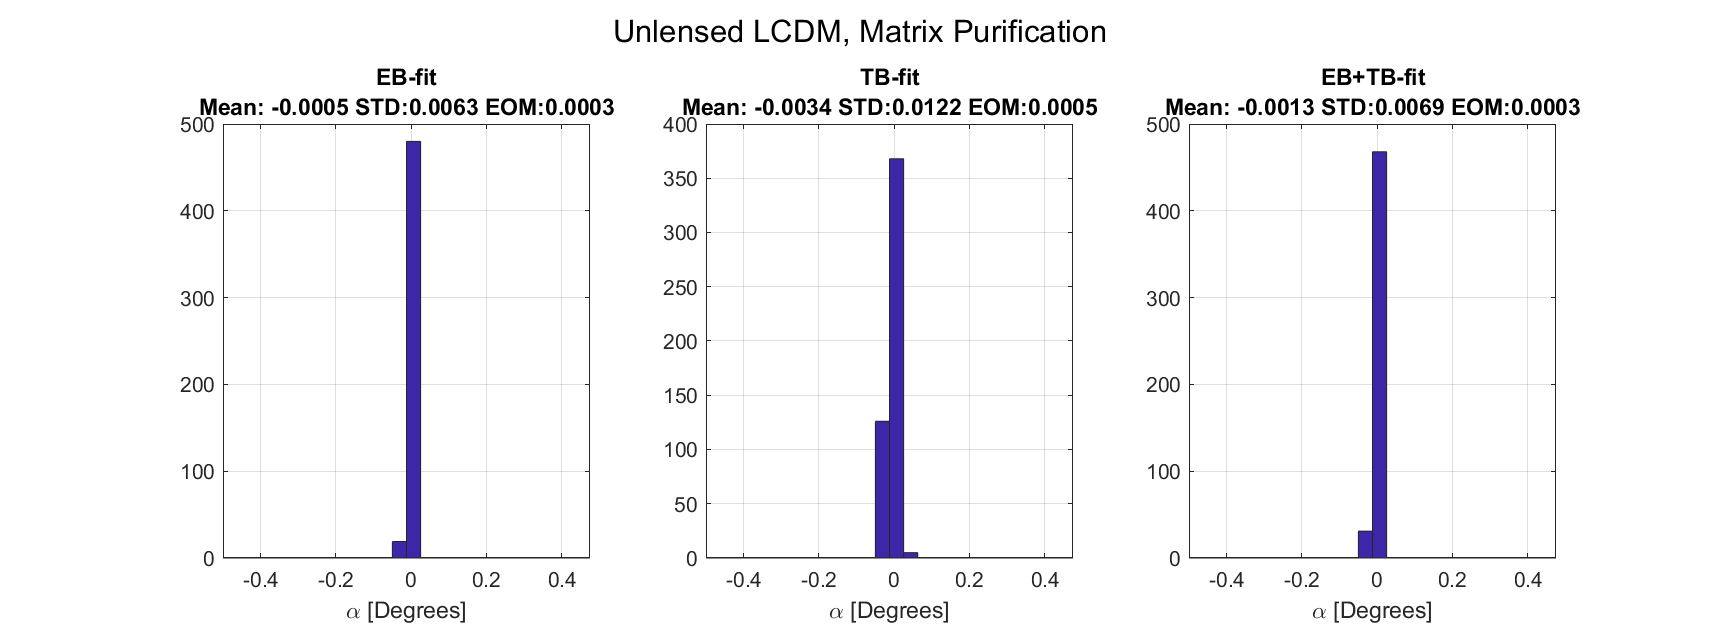 Unlensed LCDM, Matrix Purification
EB-fit
Mean: -0.0005 STD:0.0063 EOM:0.0003
500
400
300
200
100
0
-0.4 -0.2 0 0.2 0.4
α [Degrees]
TB-fit
Mean: -0.0034 STD:0.0122 EOM:0.0005
400
350
300
250
200
150
100
50
0
-0.4 -0.2 0 0.2 0.4
α [Degrees]
EB+TB-fit
Mean: -0.0013 STD:0.0069 EOM:0.0003
500
400
300
200
100
0
-0.4 -0.2 0 0.2 0.4
α [Degrees]